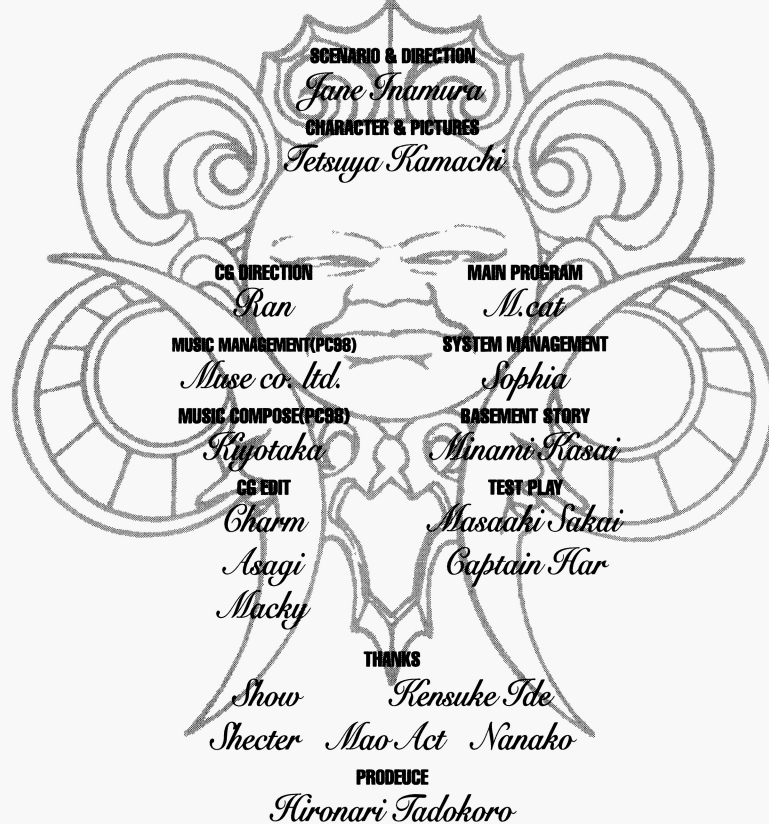 SCENARIO & DIRECTION
Jane Inamura
CHARACTER & PICTURES
Tetsuya Kamachi
CG DIRECTION
Ran
MAIN PROGRAM
M.cat
MUSIC MANAGEMENT(PC98)
Muse co. ltd.
SYSTEM MANAGEMENT
Sophia
MUSIC COMPOSE(PC98)
Kiyotaka
BASEMENT STORY
Minami Kasai
CG EDIT
Charm
Asagi
Macky
TEST PLAY
Masaaki Sakai
Captain Har
THANKS
Show Kensuke Ide
Shecter Mao Act Nanako
PRODEUCE
Hironari Tadokoro